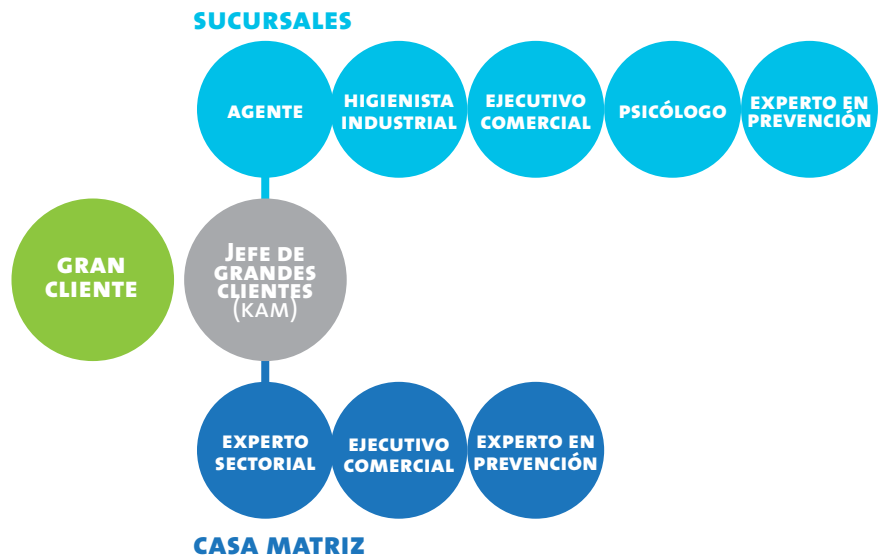 SUCURSALES
AGENTE
HIGIENISTA
INDUSTRIAL
EJECUTIVO
COMERCIAL
PSICÓLOGO
EXPERTO EN
PREVENCIÓN
GRAN
CLIENTE
JEFE DE
GRANDES
CLIENTES
(KAM)
EXPERTO
SECTORIAL
EJECUTIVO
COMERCIAL
EXPERTO EN
PREVENCIÓN
CASA MATRIZ